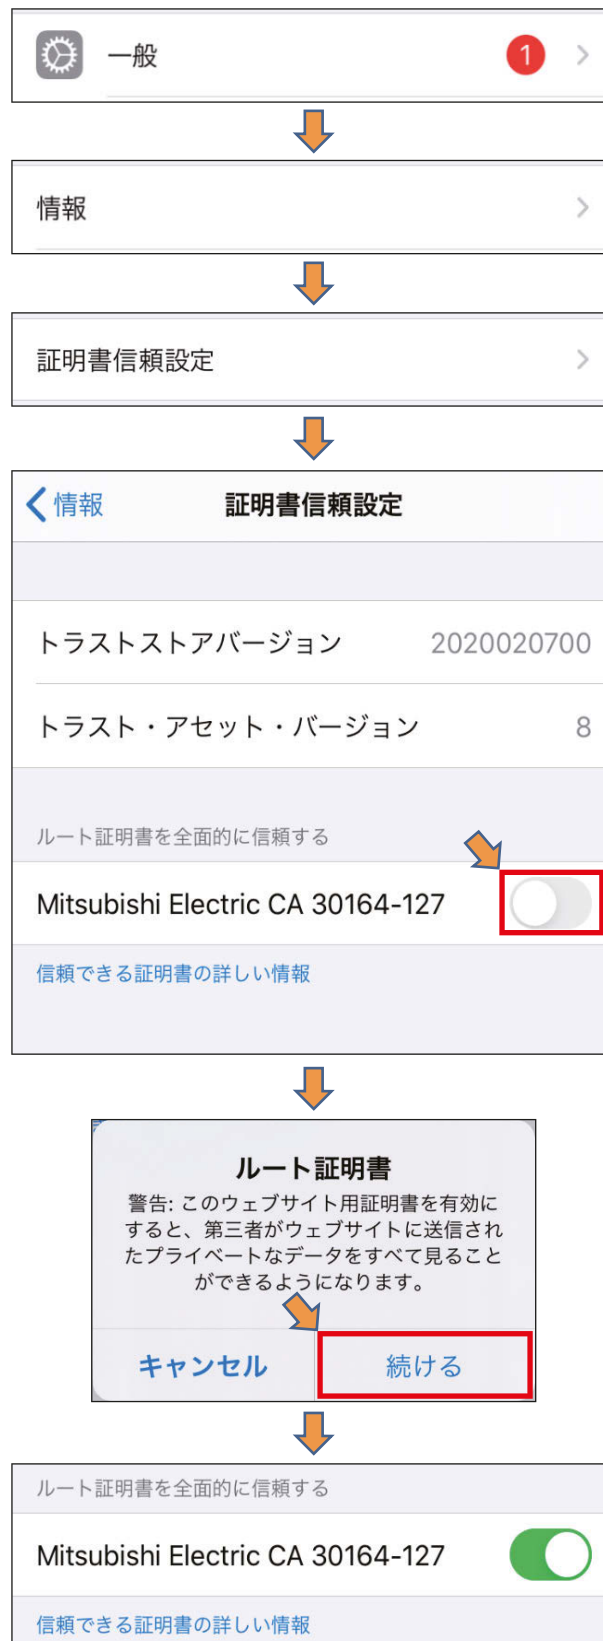 一般 1
情報
証明書信頼設定
情報 証明書信頼設定
トラストストアバージョン 2020020700
トラスト・アセット・バージョン 8
ルート証明書を全面的に信頼する
Mitsubishi Electric CA 30164-127
信頼できる証明書の詳しい情報
ルート証明書
警告: このウェブサイト用証明書を有効に
すると、第三者がウェブサイトに送信され
たプライベートなデータをすべて見ること
ができるようになります。
キャンセル 続ける
ルート証明書を全面的に信頼する
Mitsubishi Electric CA 30164-127
信頼できる証明書の詳しい情報